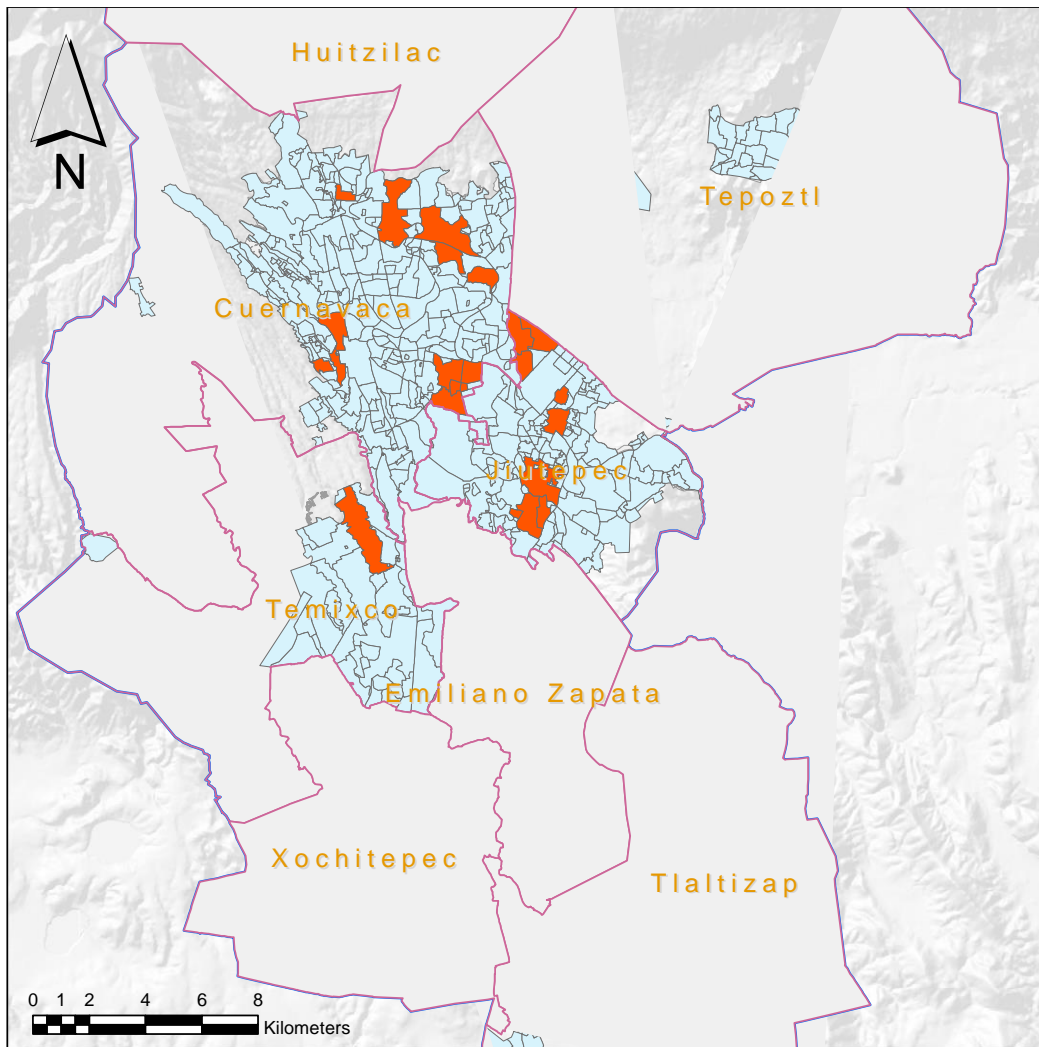 Huitzilac
N
Tepoztl
Cuernavaca
Jiutepec
Temixco
Emiliano Zapata
Xochitepec
Tlaltizap
0 1 2 4 6 8
Kilometers